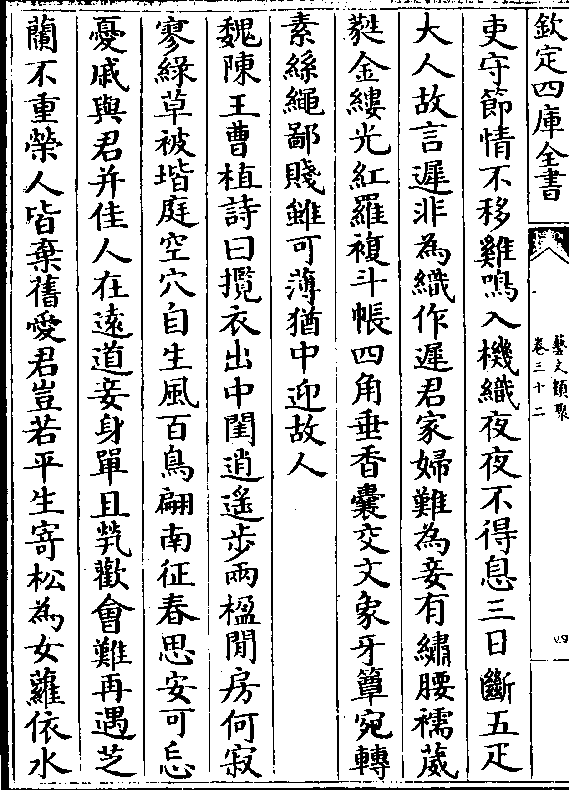 欽定四庫全書
藝文類聚
卷三十二
四
吏守節情不移雞鳴入機織夜夜不得息三日斷五疋
大人故言遲非為織作遲君家婦難為妾有繡腰襦葳
蕤金縷光紅羅複斗帳四角垂香囊交文象牙簟宛轉
素絲繩鄙賤雖可薄猶中迎故人
魏陳王曹植詩曰攬衣出中閨逍遙步兩楹閒房何寂
寥綠草被堦庭空穴自生風百鳥翩南征春思安可忘
憂戚與君并佳人在遠道妾身單且煢歡會難再遇芝
蘭不重榮人皆棄舊愛君豈若平生寄松為女蘿依水